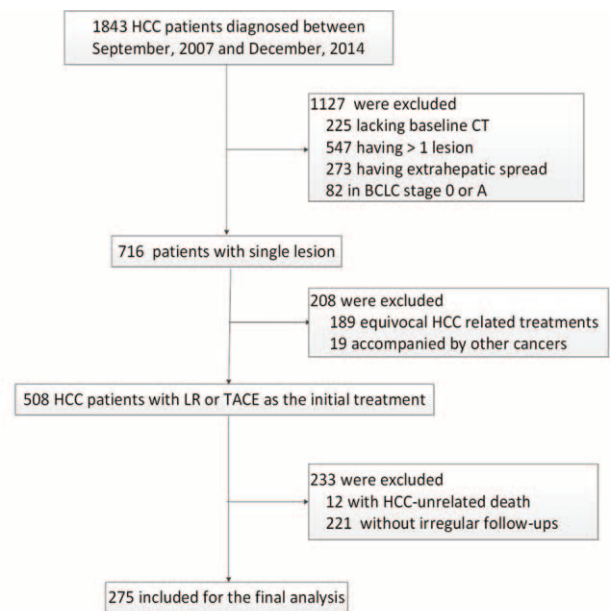 1843 HCC patients diagnosed between
September, 2007 and December, 2014
1127 were excluded
225 lacking baseline CT
547 having > 1 lesion
273 having extrahepatic spread
82 in BCLC stage 0 or A
716 patients with single lesion
208 were excluded
189 equivocal HCC related treatments
19 accompanied by other cancers
508 HCC patients with LR or TACE as the initial treatment
233 were excluded
12 with HCC-unrelated death
221 without irregular follow-ups
275 included for the final analysis